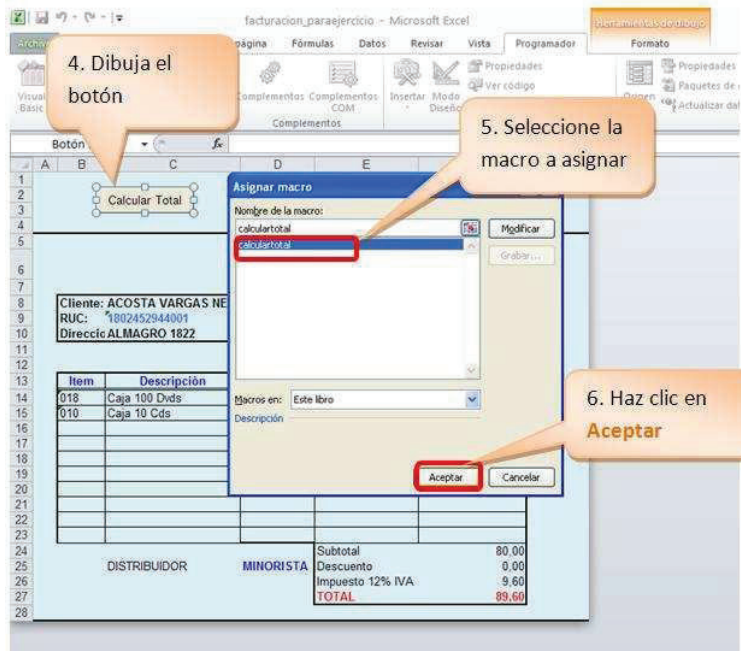 facturacion_paraejercicio - Microsoft Excel
Herramientas de dibujo
página Fórmulas Datos Revisar Vista Programador Formato
4. Dibuja el
botón
Visual
Basic
Complementos Complementos
COM
Complementos
Insertar Modo
Diseño
Propiedades
Ver código
Origen
Propiedades
Paquetes de
Actualizar dat
5. Seleccione la
macro a asignar
Botón
fx
A B C D E
1
2
3
4
5
6
7
8
9
10
11
12
13
14
15
16
17
18
19
20
21
22
23
24
25
26
27
28
Calcular Total
Asignar macro
Nombre de la macro:
calculartotal
calculartotal
Modificar
Grabar...
Macros en: Este libro
Descripción
Aceptar Cancelar
6. Haz clic en
Aceptar
Cliente: ACOSTA VARGAS NE
RUC: 1802452944001
Direccic ALMAGRO 1822
Item Descripción
018 Caja 100 Dvds
010 Caja 10 Cds
DISTRIBUIDOR MINORISTA
Subtotal 80,00
Descuento 0,00
Impuesto 12% IVA 9,60
TOTAL 89,60